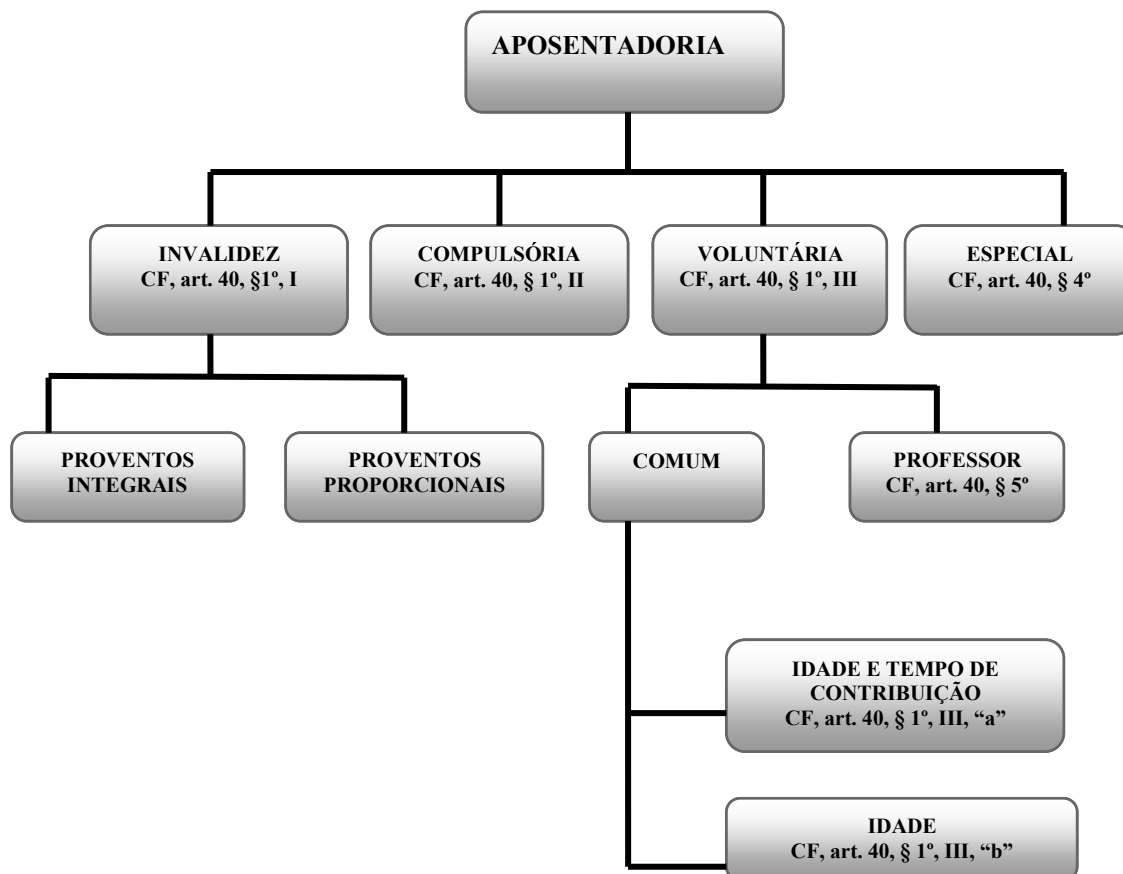 APOSENTADORIA
INVALIDEZ
CF, art. 40, §1º, I
COMPULSÓRIA
CF, art. 40, § 1º, II
VOLUNTÁRIA
CF, art. 40, § 1º, III
ESPECIAL
CF, art. 40, § 4º
PROVENTOS
INTEGRAIS
PROVENTOS
PROPORCIONAIS
COMUM
PROFESSOR
CF, art. 40, § 5º
IDADE E TEMPO DE
CONTRIBUIÇÃO
CF, art. 40, § 1º, III, “a”
IDADE
CF, art. 40, § 1º, III, “b”